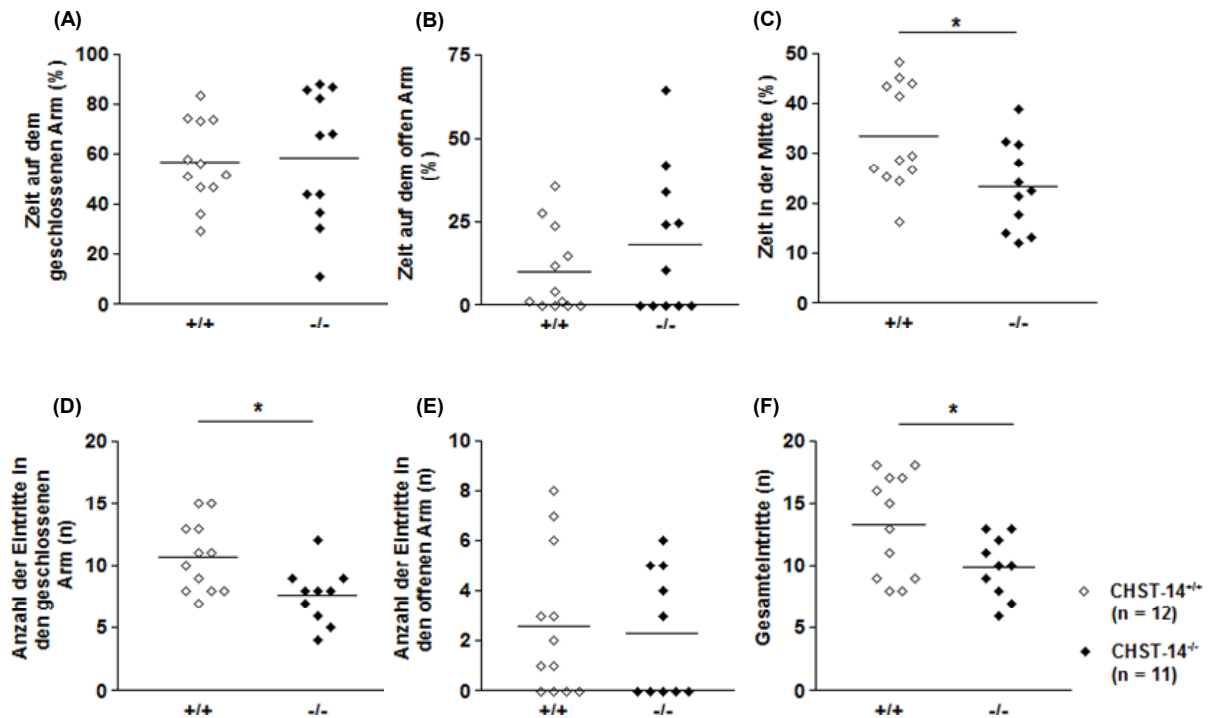 (A)
Zeit auf dem
geschlossenen Arm (%)
100
80
60
40
20
0
+/+
-/-
(B)
Zeit auf dem offen Arm
(%)
75
50
25
0
+/+
-/-
(C)
*
Zeit in der Mitte (%)
50
40
30
20
10
0
+/+
-/-
(D)
*
Anzahl der Eintritte in
den geschlossenen
Arm (n)
20
15
10
5
0
+/+
-/-
(E)
Anzahl der Eintritte in
den offenen Arm (n)
10
8
6
4
2
0
+/+
-/-
(F)
*
Gesamteintritte (n)
20
15
10
5
0
+/+
-/-
CHST-14+/+
(n = 12)
CHST-14-/-
(n = 11)